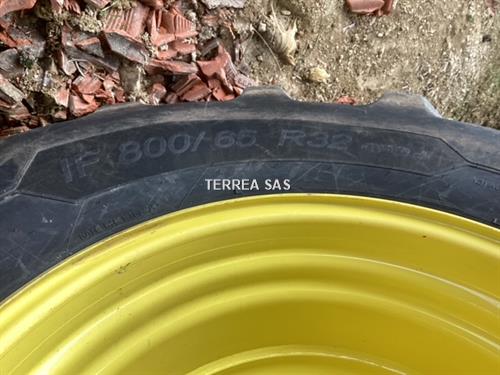 IF 800/65 R32
TERREA SAS